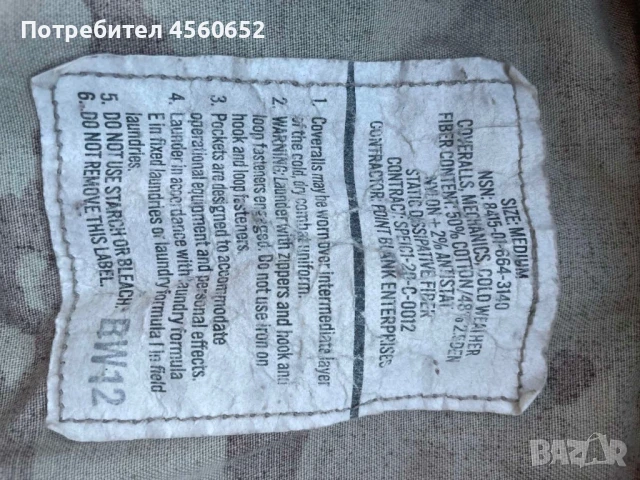 Потребител 4560652
SIZE: MEDIUM
NSN: 8415-01-664-3140
COVERALLS, MECHANICS, COLD WEATHER
FIBER CONTENT: 50% COTTON/48%
NYLON + 2% ANTISTAT
STATIC DISSIPATIVE FIBER
CONTRACT:
CONTRACTOR: POINT BLANK ENTERPRISES
1. Coveralls may be worn over intermediate layer
of the cold, dry combat uniform.
2. WARNING: Launder with zippers and hook and
loop fasteners engaged. Do not use iron on
hook and loop fasteners.
3. Pockets are designed to accommodate
operational equipment and personal effects.
4. Launder in accordance with laundry formula
E in fixed laundries or laundry formula I in field
laundries.
5. DO NOT USE STARCH OR BLEACH.
6. DO NOT REMOVE THIS LABEL.
BW12
BAZAR